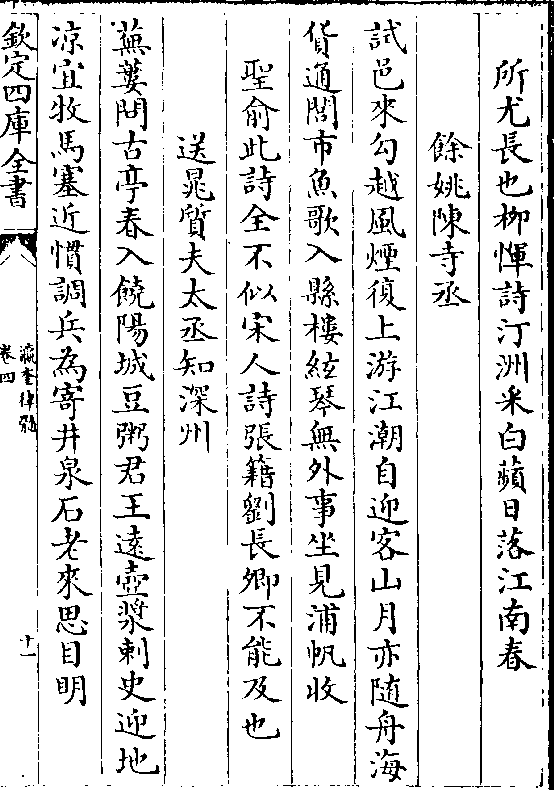 所尤長也柳惲詩汀洲采白蘋日落江南春
餘姚陳寺丞
試邑來勾越風煙復上游江潮自迎客山月亦隨舟海
貨通閭市魚歌入縣樓絃琴無外事坐見浦帆收
聖俞此詩全不似宋人詩張籍劉長卿不能及也
送晁質夫太丞知深州
蕪蔞問古亭春入饒陽城豆粥君王逺壺漿刺史迎地
凉宜牧馬塞近慣調兵為寄井泉石老來思目明
欽定四庫全書
瀛奎律髓
卷四
十一